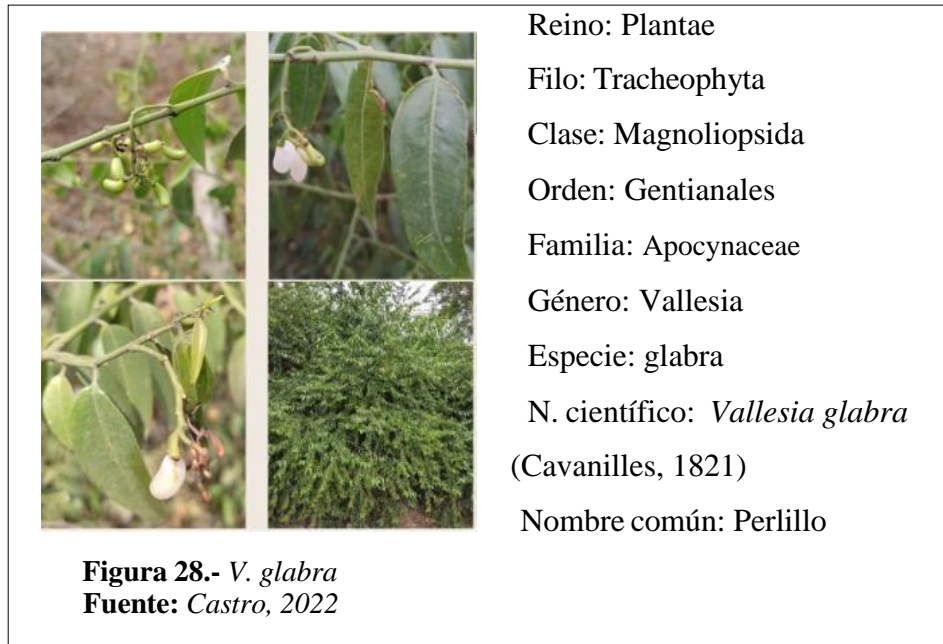 Reino: Plantae
Filo: Tracheophyta
Clase: Magnoliopsida
Orden: Gentianales
Familia: Apocynaceae
Género: Vallesia
Especie: glabra
N. científico: Vallesia glabra
(Cavanilles, 1821)
Nombre común: Perlillo
Figura 28.- V. glabra
Fuente: Castro, 2022